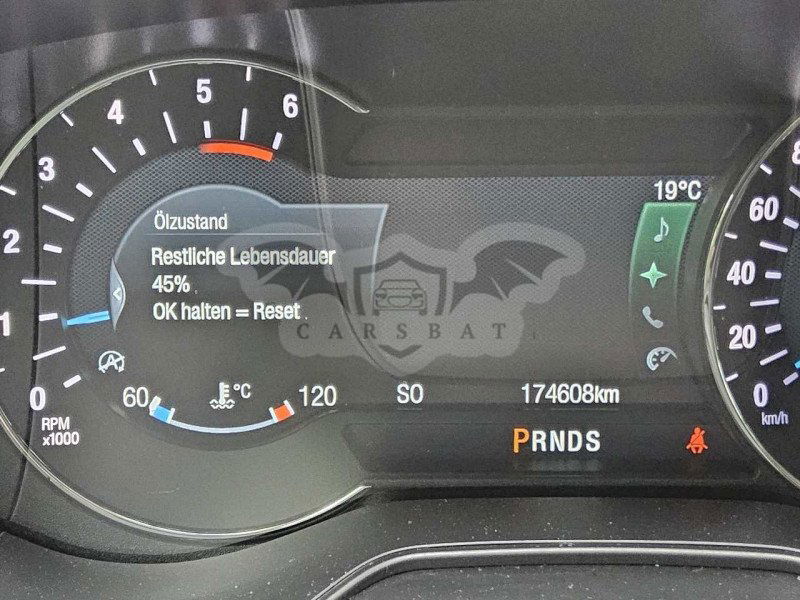 5
6
4
3
2
1
0
RPM
x1000
Ölzustand
Restliche Lebensdauer
45%
OK halten = Reset
60 °C 120
CARSBAT
19°C
SO 174608km
PRNDS
8
60
40
20
0
km/h